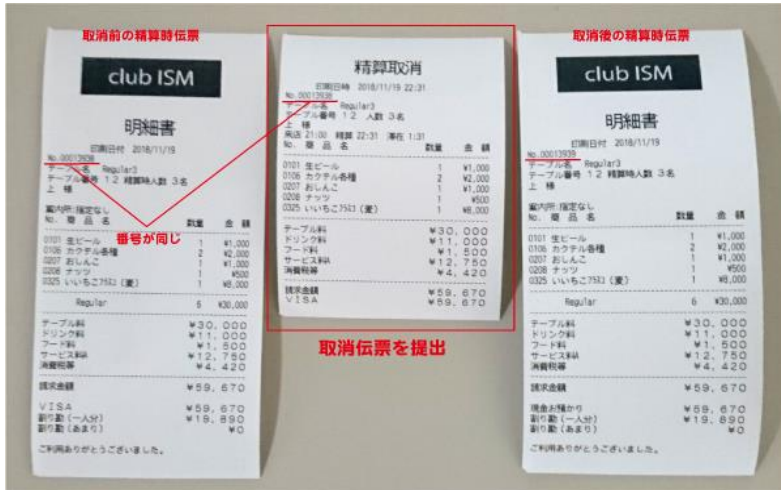 取消前の精算時伝票
club ISM
明細書
印刷日付 2018/11/19
No.00013938
テーブル名 Regular3
テーブル番号 12 精算時人数 3名
上 様
案内所:指定なし
No. 商 品 名 数量 金 額
0101 生ビール 1 ¥1,000
0106 カクテル各種 2 ¥2,000
0207 おしんこ 1 ¥1,000
0208 ナッツ 1 ¥500
0325 いいちこ75ミリ (麦) 1 ¥8,000
Regular 6 ¥30,000
テーブル料 ¥30,000
ドリンク料 ¥11,000
フード料 ¥1,500
サービス料A ¥12,750
消費税等 ¥4,420
請求金額 ¥59,670
VISA ¥59,670
割り勘 (一人分) ¥19,890
割り勘 (あまり) ¥0
ご利用ありがとうございました。
番号が同じ
精算取消
印刷日時 2018/11/19 22:31
No.00013938
テーブル名 Regular3
テーブル番号 12 人数 3名
上 様
来店 21:00 精算 22:31 滞在 1:31
No. 商 品 名 数量 金 額
0101 生ビール 1 ¥1,000
0106 カクテル各種 2 ¥2,000
0207 おしんこ 1 ¥1,000
0208 ナッツ 1 ¥500
0325 いいちこ75ミリ (麦) 1 ¥8,000
テーブル料 ¥30,000
ドリンク料 ¥11,000
フード料 ¥1,500
サービス料A ¥12,750
消費税等 ¥4,420
請求金額 ¥59,670
VISA ¥59,670
取消伝票を提出
取消後の精算時伝票
club ISM
明細書
印刷日付 2018/11/19
No.00013939
テーブル名 Regular3
テーブル番号 12 精算時人数 3名
上 様
案内所:指定なし
No. 商 品 名 数量 金 額
0101 生ビール 1 ¥1,000
0106 カクテル各種 2 ¥2,000
0207 おしんこ 1 ¥1,000
0208 ナッツ 1 ¥500
0325 いいちこ75ミリ (麦) 1 ¥8,000
Regular 6 ¥30,000
テーブル料 ¥30,000
ドリンク料 ¥11,000
フード料 ¥1,500
サービス料A ¥12,750
消費税等 ¥4,420
請求金額 ¥59,670
現金お預かり ¥59,670
割り勘 (一人分) ¥19,890
割り勘 (あまり) ¥0
ご利用ありがとうございました。